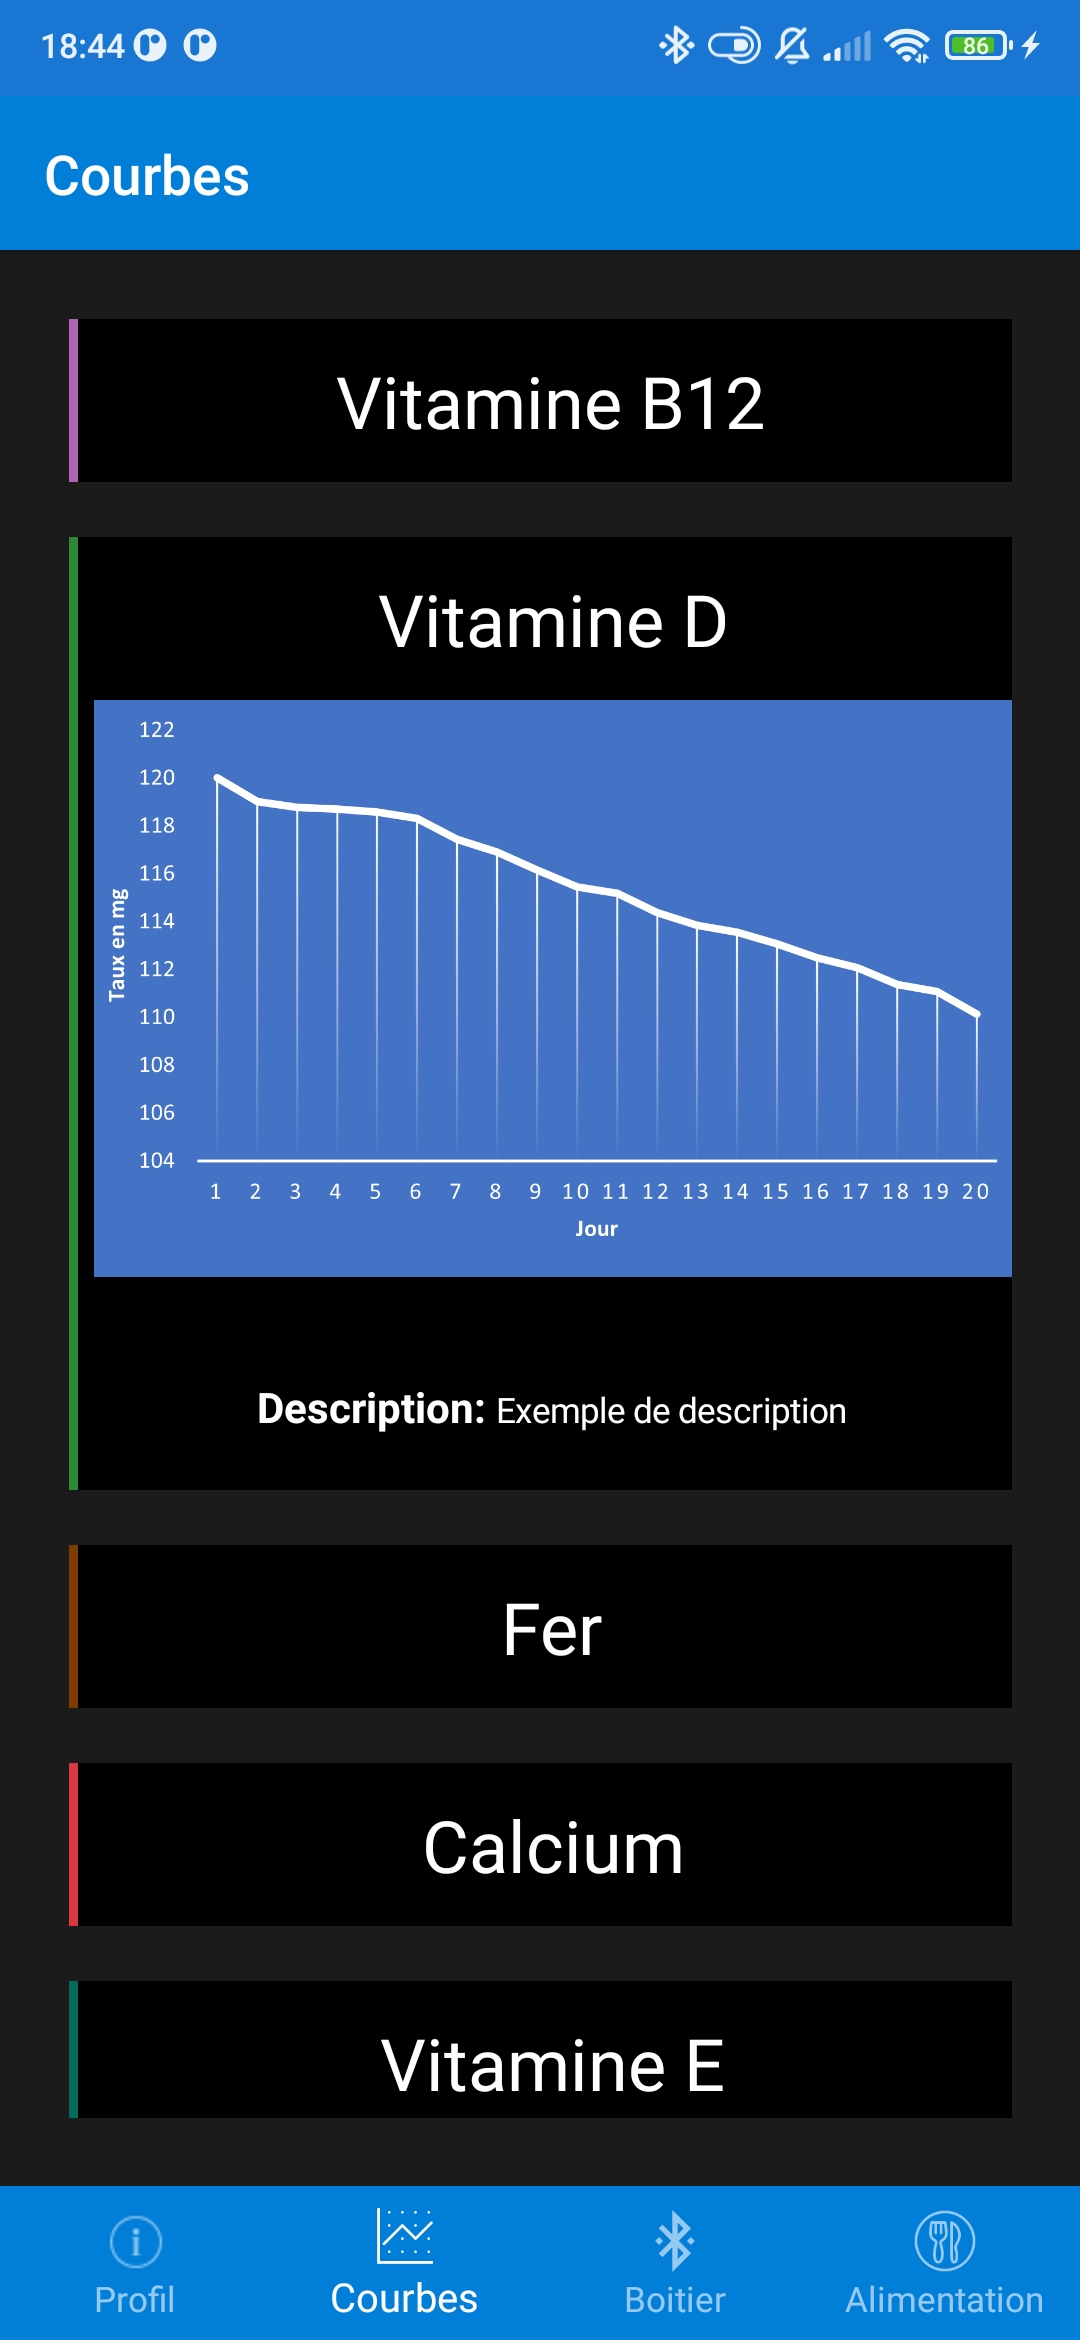 18:44
86
Courbes
Vitamine B12
Vitamine D
122
120
118
116
114
112
110
108
106
104
Taux en mg
1 2 3 4 5 6 7 8 9 10 11 12 13 14 15 16 17 18 19 20
Jour
Description: Exemple de description
Fer
Calcium
Vitamine E
Profil Courbes Boitier Alimentation